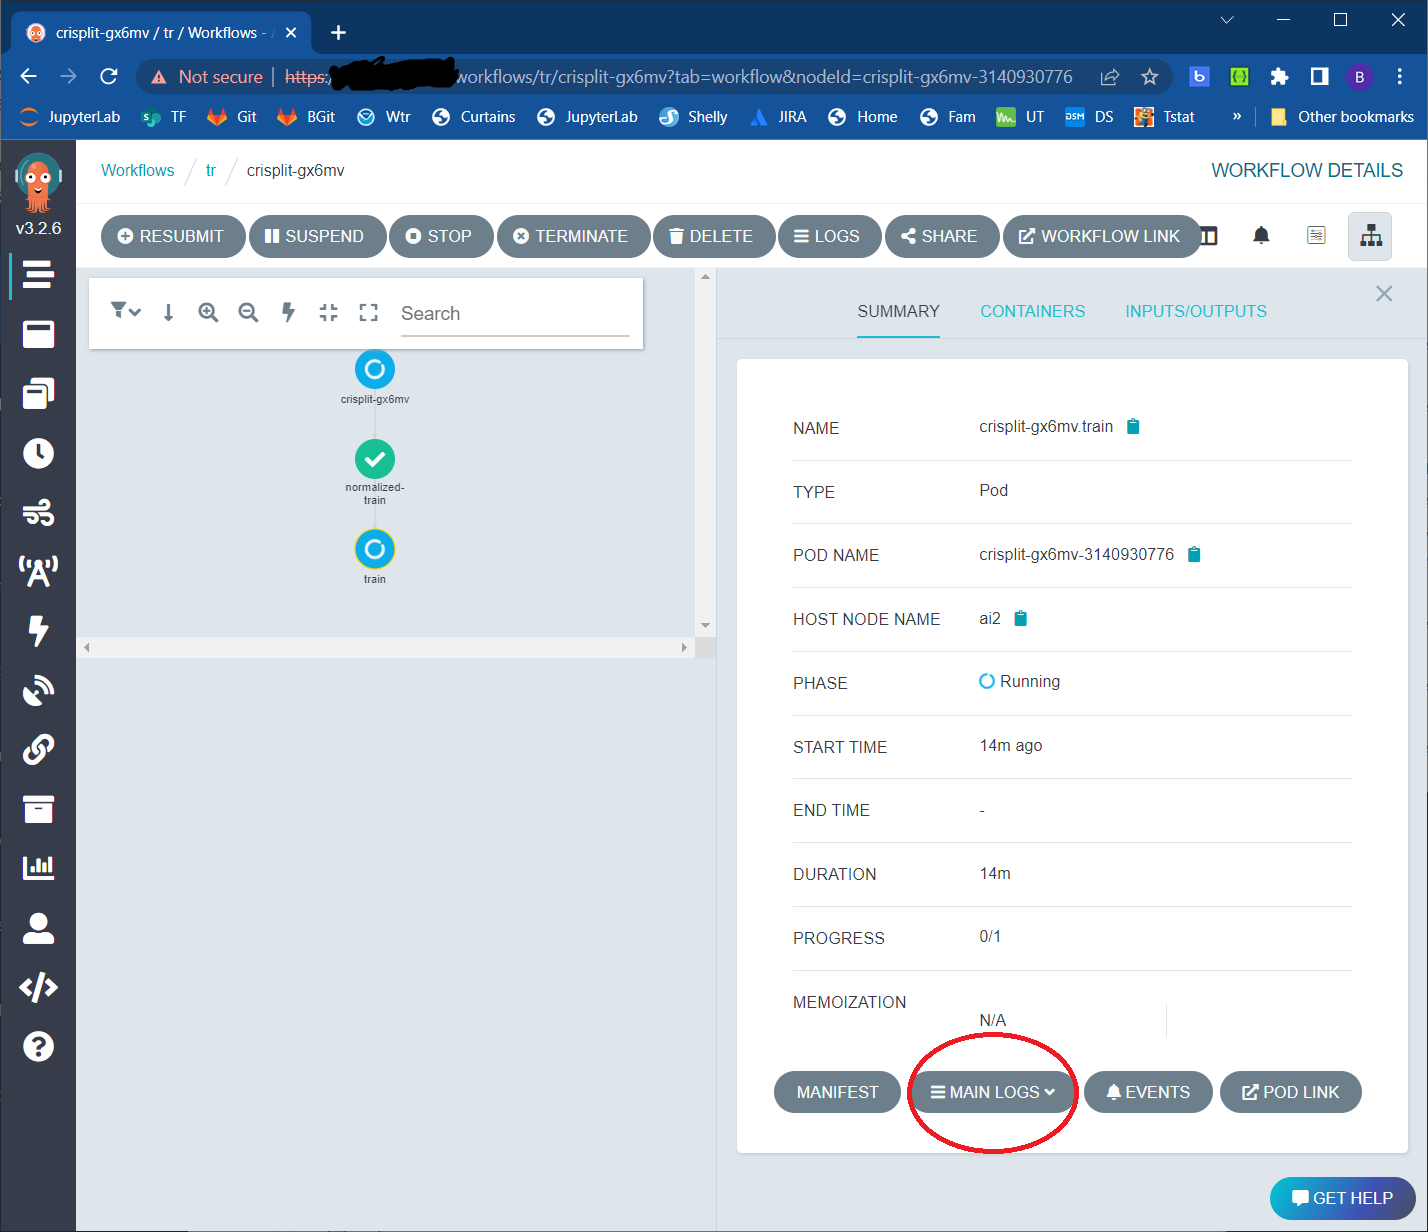 crisplit-gx6mv / tr / Workflows -
Not secure | https:/ workflows/tr/crisplit-gx6mv?tab=workflow&nodeId=crisplit-gx6mv-3140930776 b {··} B
JupyterLab S TF Git BGit Wtr Curtains JupyterLab Shelly JIRA Home Fam UT DSM DS Tstat » Other bookmarks
Workflows / tr / crisplit-gx6mv WORKFLOW DETAILS
v3.2.6
RESUBMIT SUSPEND STOP TERMINATE DELETE LOGS SHARE WORKFLOW LINK
Search
crisplit-gx6mv
normalized-
train
train
SUMMARY CONTAINERS INPUTS/OUTPUTS
NAME crisplit-gx6mv.train
TYPE Pod
POD NAME crisplit-gx6mv-3140930776
HOST NODE NAME ai2
PHASE Running
START TIME 14m ago
END TIME -
DURATION 14m
PROGRESS 0/1
MEMOIZATION
N/A
MANIFEST MAIN LOGS EVENTS POD LINK
GET HELP